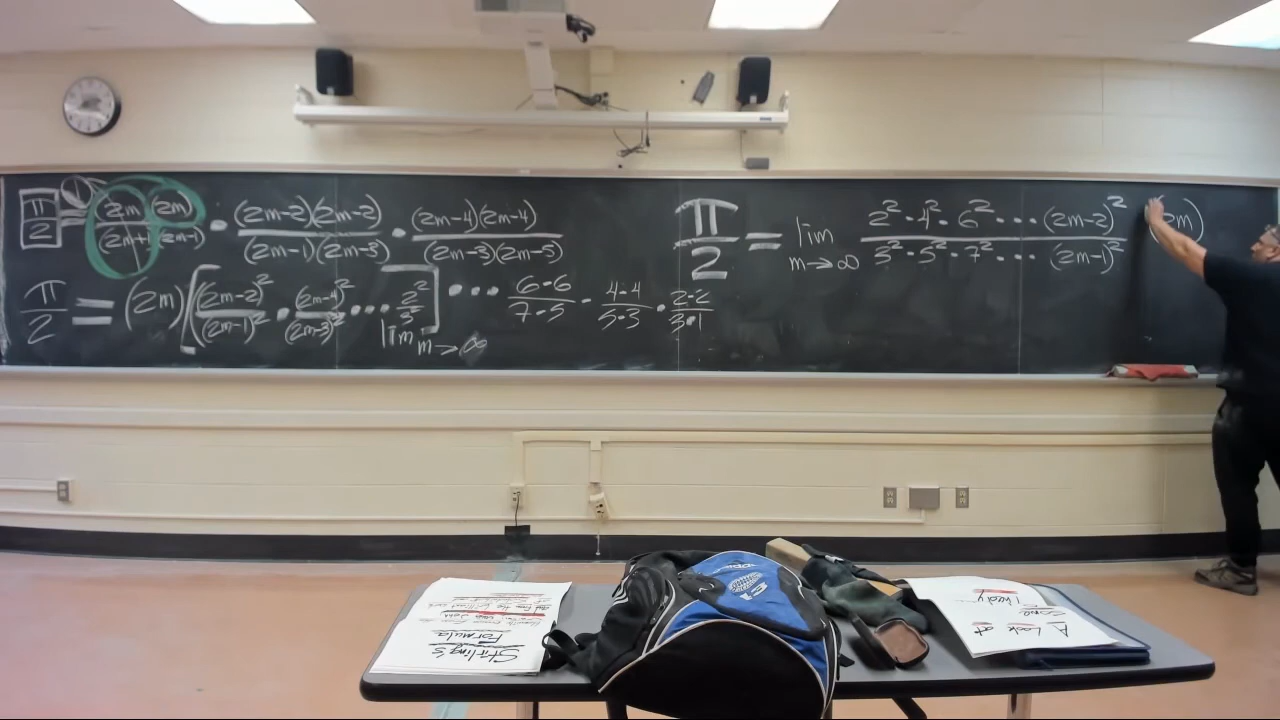 π/2 = (2m)(2m)/(2m+1)(2m-1) · (2m-2)(2m-2)/(2m-1)(2m-3) · (2m-4)(2m-4)/(2m-3)(2m-5)
··· 6·6/7·5 · 4·4/5·3 · 2·2/3·1
π/2 = (2m)[(2m-2)²/(2m-1)² · (2m-4)²/(2m-3)² ··· 2²/3²]
lim m→∞
π/2 = lim m→∞ 2²·4²·6²···(2m-2)²/3²·5²·7²···(2m-1)² (2m)
Stirling's
Formula
A Look at
Some